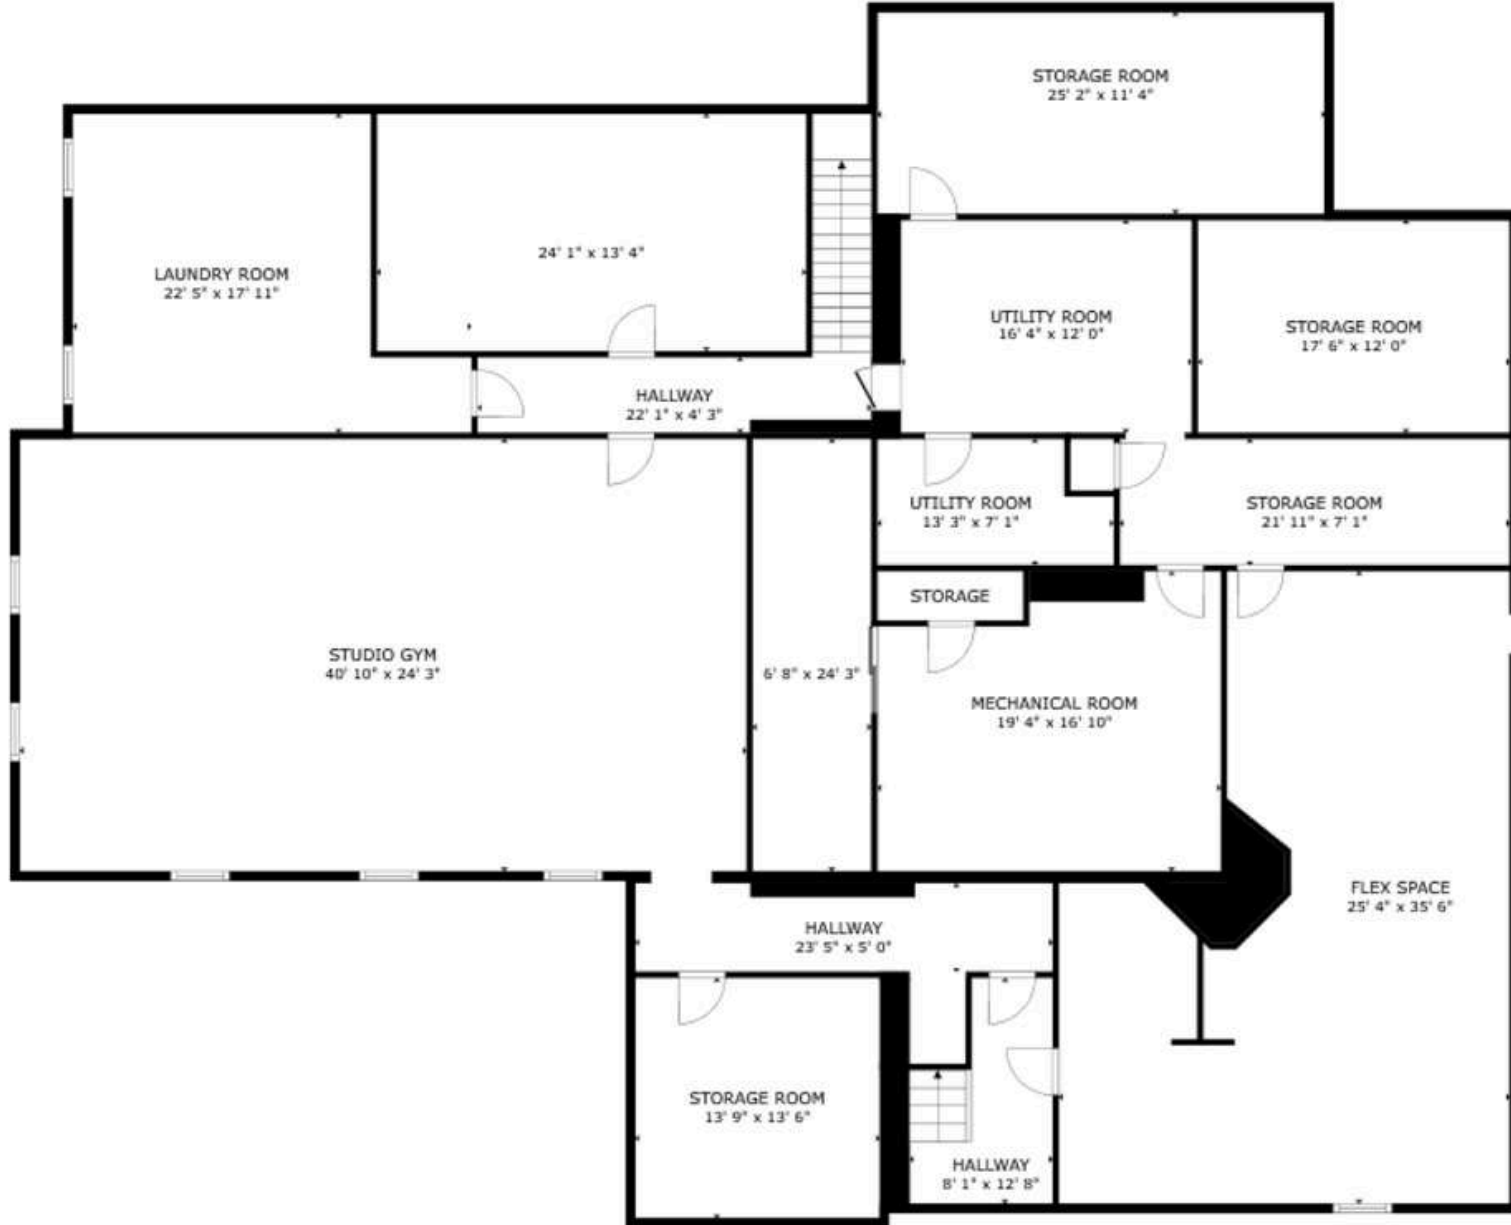 STORAGE ROOM
25' 2" x 11' 4"
LAUNDRY ROOM
22' 5" x 17' 11"
24' 1" x 13' 4"
UTILITY ROOM
16' 4" x 12' 0"
STORAGE ROOM
17' 6" x 12' 0"
HALLWAY
22' 1" x 4' 3"
UTILITY ROOM
13' 3" x 7' 1"
STORAGE ROOM
21' 11" x 7' 1"
STORAGE
STUDIO GYM
40' 10" x 24' 3"
6' 8" x 24' 3"
MECHANICAL ROOM
19' 4" x 16' 10"
FLEX SPACE
25' 4" x 35' 6"
HALLWAY
23' 5" x 5' 0"
STORAGE ROOM
13' 9" x 13' 6"
HALLWAY
8' 1" x 12' 8"